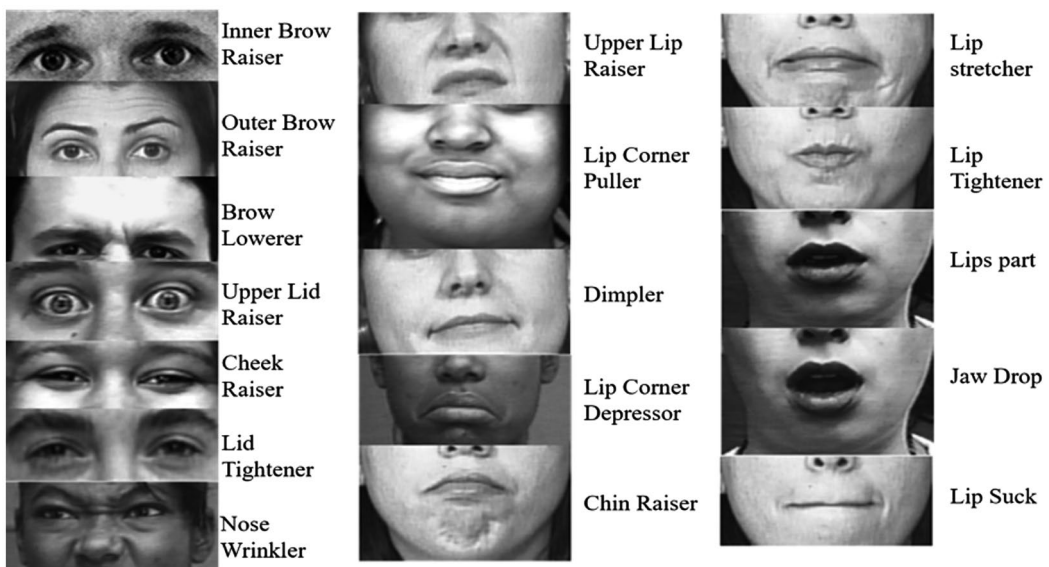 Inner Brow
Raiser
Outer Brow
Raiser
Brow
Lowerer
Upper Lid
Raiser
Cheek
Raiser
Lid
Tightener
Nose
Wrinkler
Upper Lip
Raiser
Lip Corner
Puller
Dimpler
Lip Corner
Depressor
Chin Raiser
Lip
stretcher
Lip
Tightener
Lips part
Jaw Drop
Lip Suck